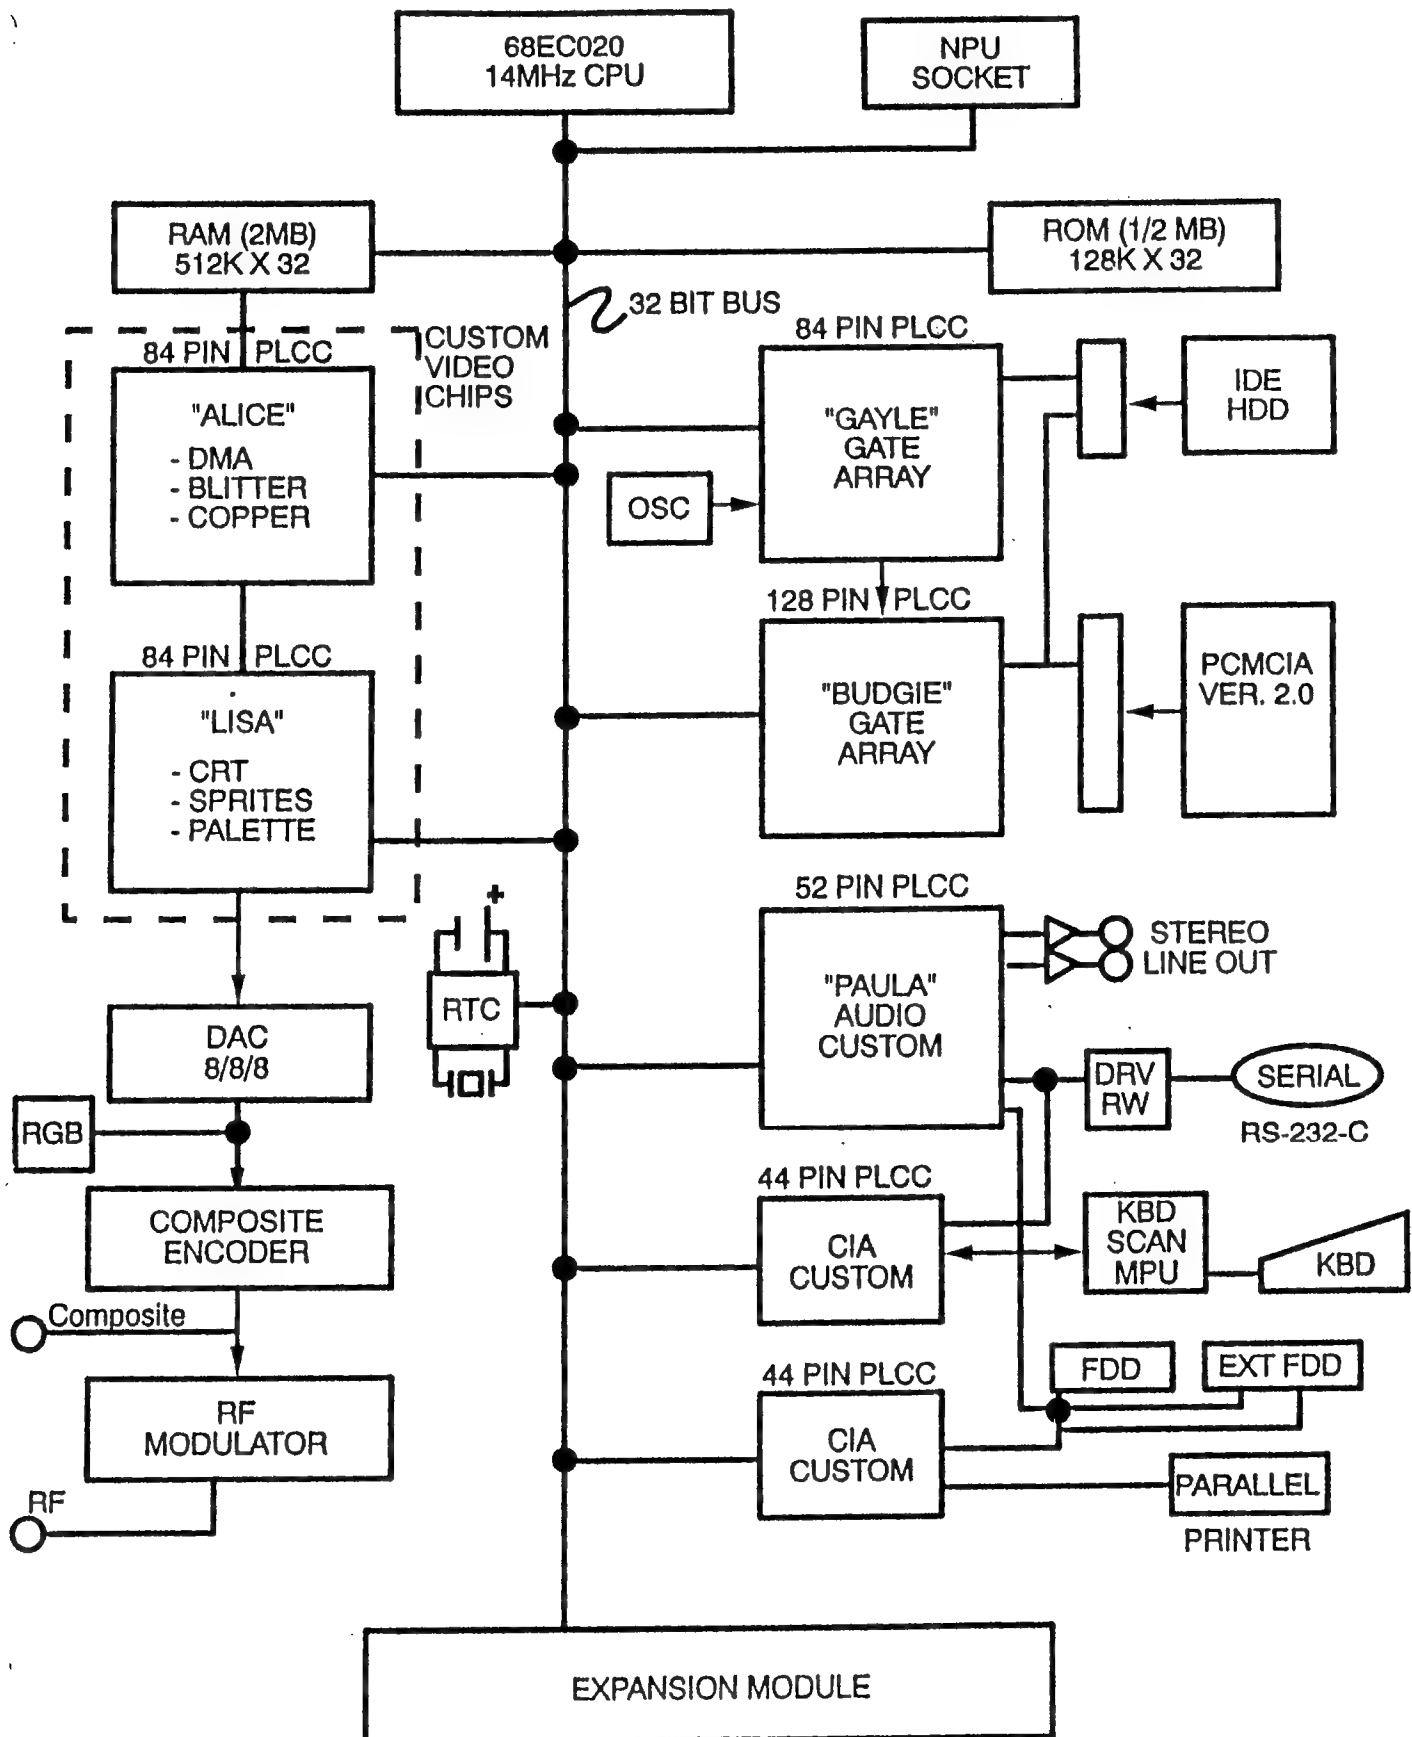 68EC020
14MHz CPU
NPU
SOCKET
RAM (2MB)
512K X 32
ROM (1/2 MB)
128K X 32
32 BIT BUS
CUSTOM
VIDEO
CHIPS
84 PIN PLCC
"ALICE"
- DMA
- BLITTER
- COPPER
84 PIN PLCC
"GAYLE"
GATE
ARRAY
IDE
HDD
OSC
128 PIN PLCC
"BUDGIE"
GATE
ARRAY
PCMCIA
VER. 2.0
84 PIN PLCC
"LISA"
- CRT
- SPRITES
- PALETTE
+
RTC
52 PIN PLCC
"PAULA"
AUDIO
CUSTOM
STEREO
LINE OUT
DAC
8/8/8
RGB
DRV
RW
SERIAL
RS-232-C
COMPOSITE
ENCODER
44 PIN PLCC
CIA
CUSTOM
KBD
SCAN
MPU
KBD
Composite
RF
MODULATOR
RF
44 PIN PLCC
CIA
CUSTOM
FDD
EXT FDD
PARALLEL
PRINTER
EXPANSION MODULE